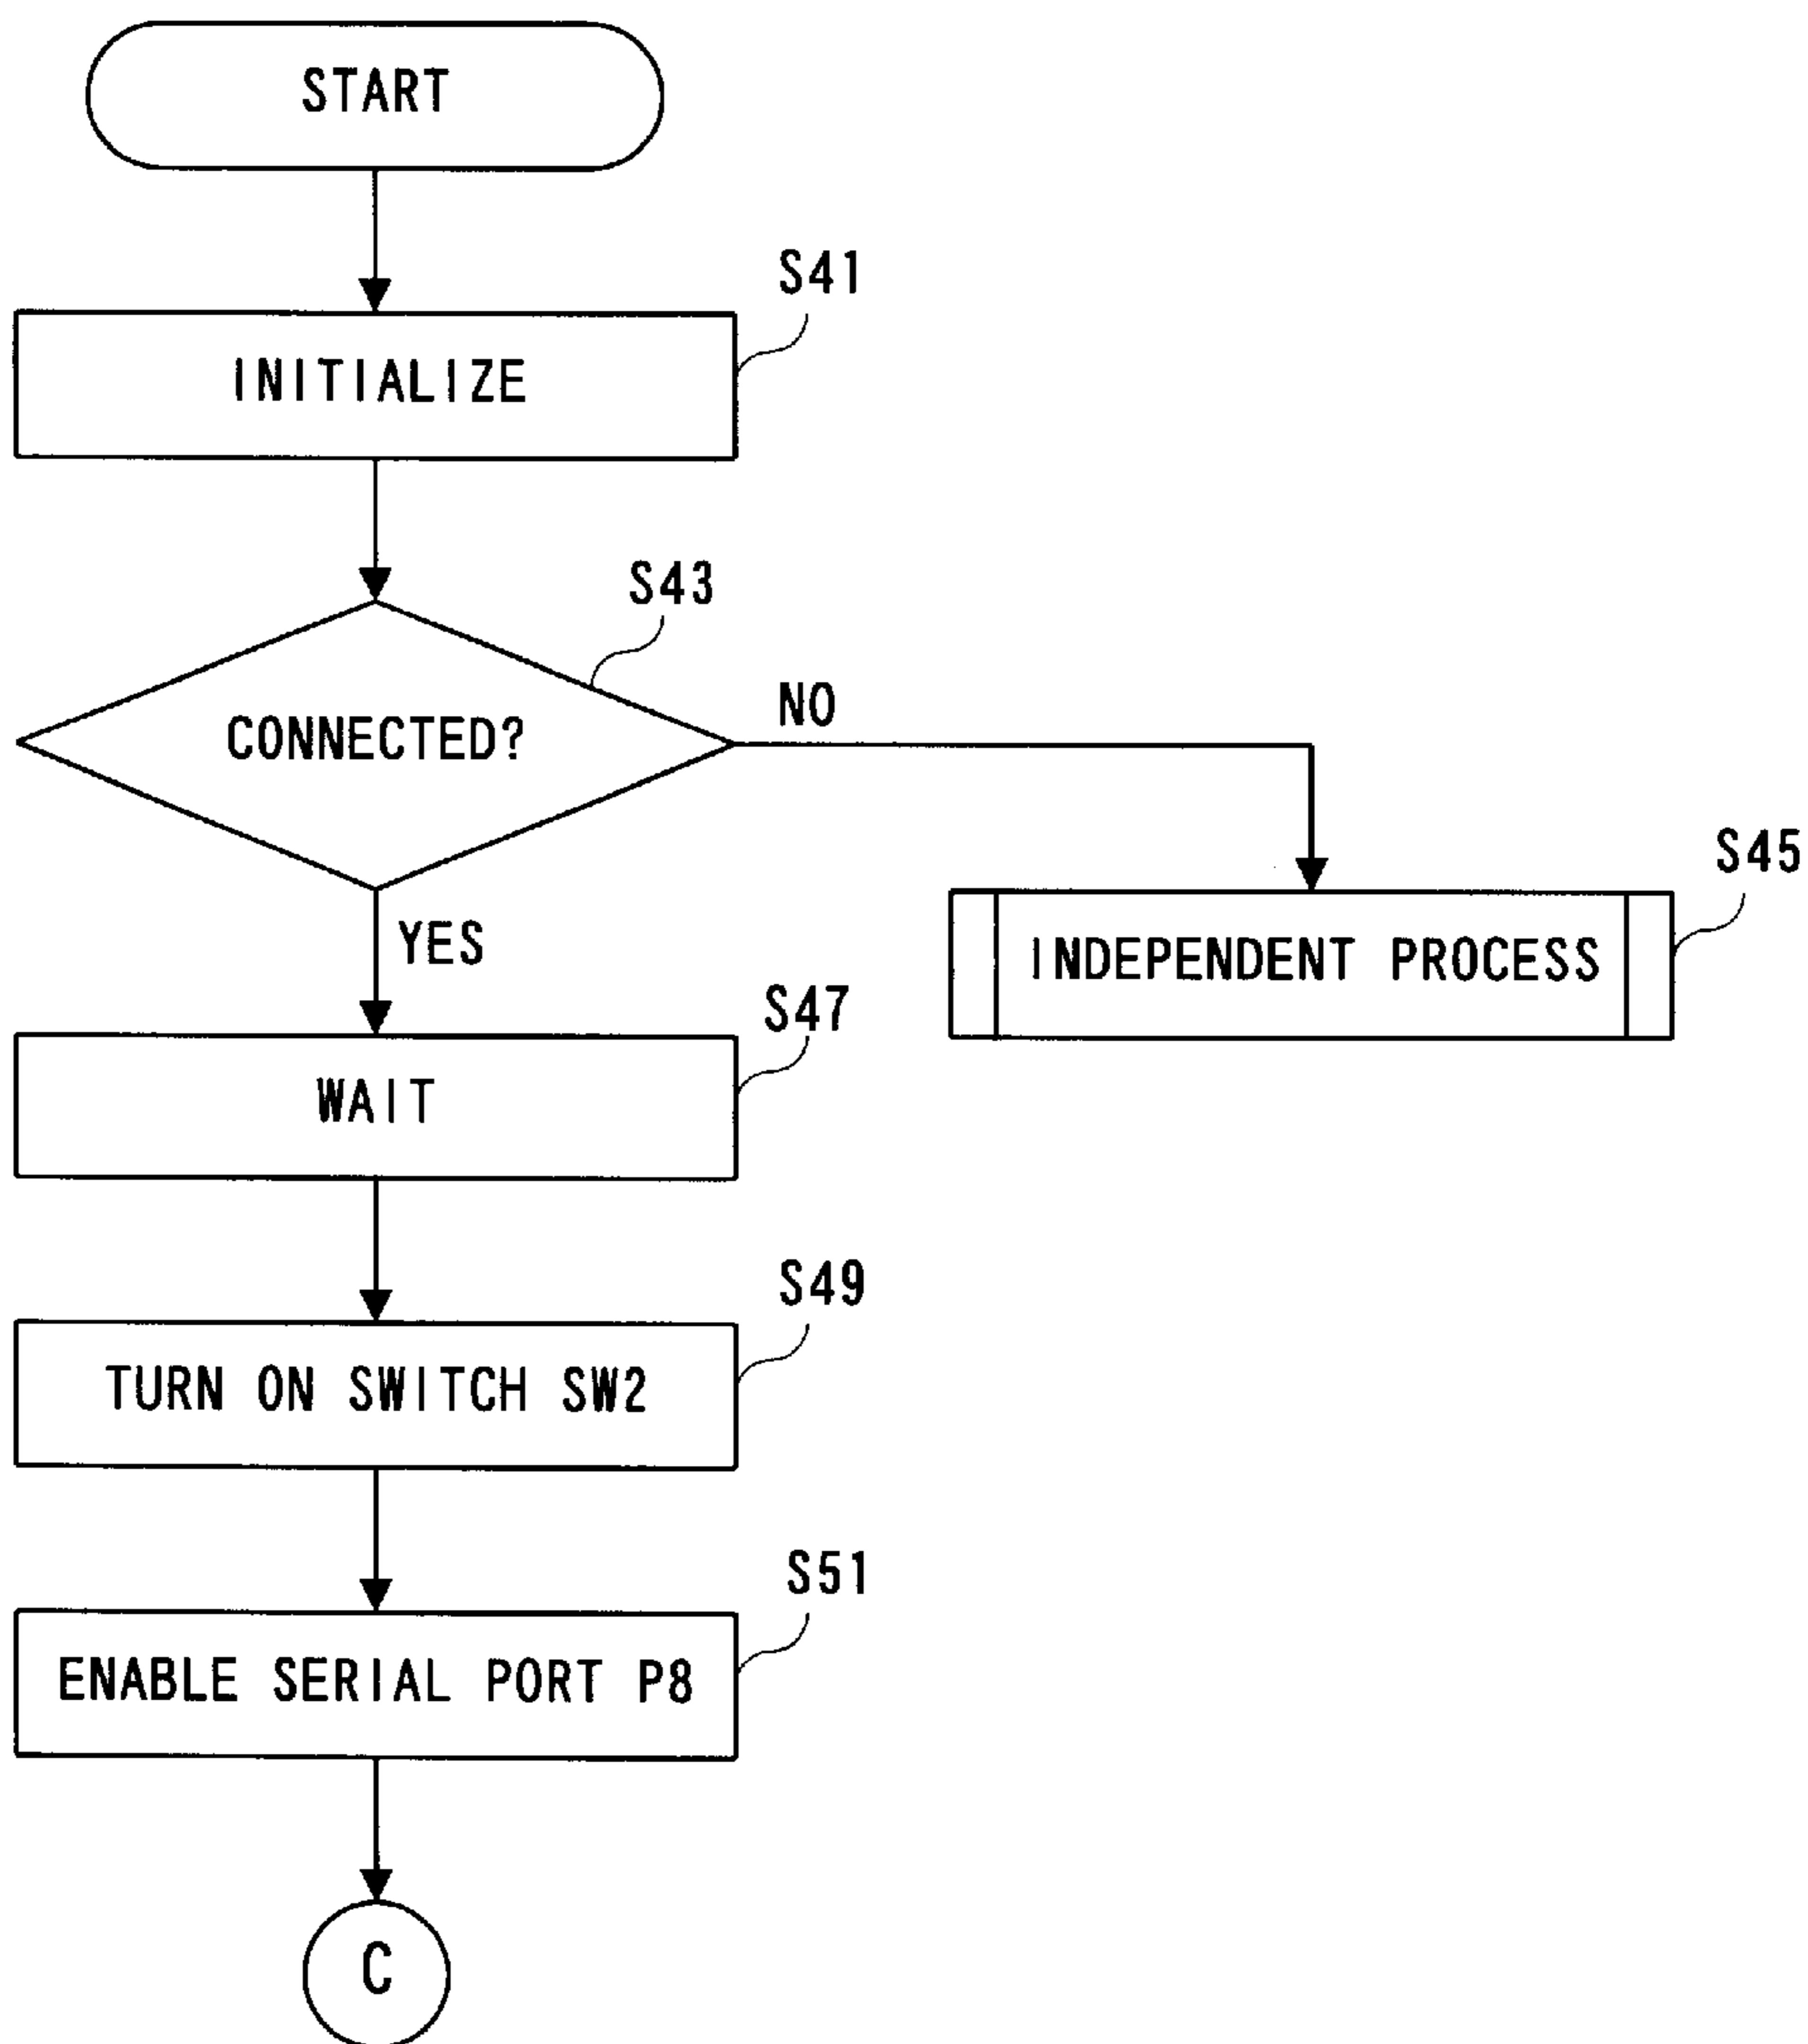 START
S41
INITIALIZE
S43
CONNECTED?
NO
S45
INDEPENDENT PROCESS
YES
S47
WAIT
S49
TURN ON SWITCH SW2
S51
ENABLE SERIAL PORT P8
C